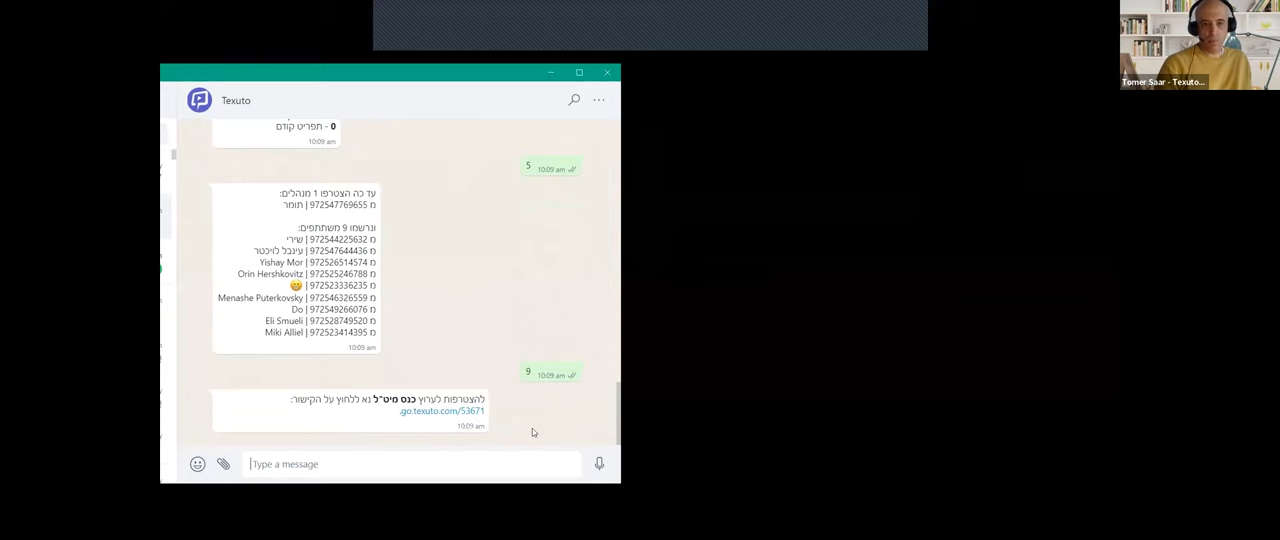 Tomer Saar - Texuto...
Texuto
0 - תפריט קודם
10:09 am
5
10:09 am
עד כה הצטרפו 1 מנהלים:
מ 972547769655 | תומר
ונרשמו 9 משתתפים:
מ 972544225632 | שירי
מ 972547644436 | עינבל לויכטר
מ 972526514574 | Yishay Mor
מ 972525246788 | Orin Hershkovitz
מ 972523336235 | 😁
מ 972546326559 | Menashe Puterkovsky
מ 972549266076 | Do
מ 972528749520 | Eli Smueli
מ 972523414395 | Miki Alliel
10:09 am
9
10:09 am
להצטרפות לערוץ כנס מיט"ל נא ללחוץ על הקישור:
go.texuto.com/53671.
10:09 am
Type a message